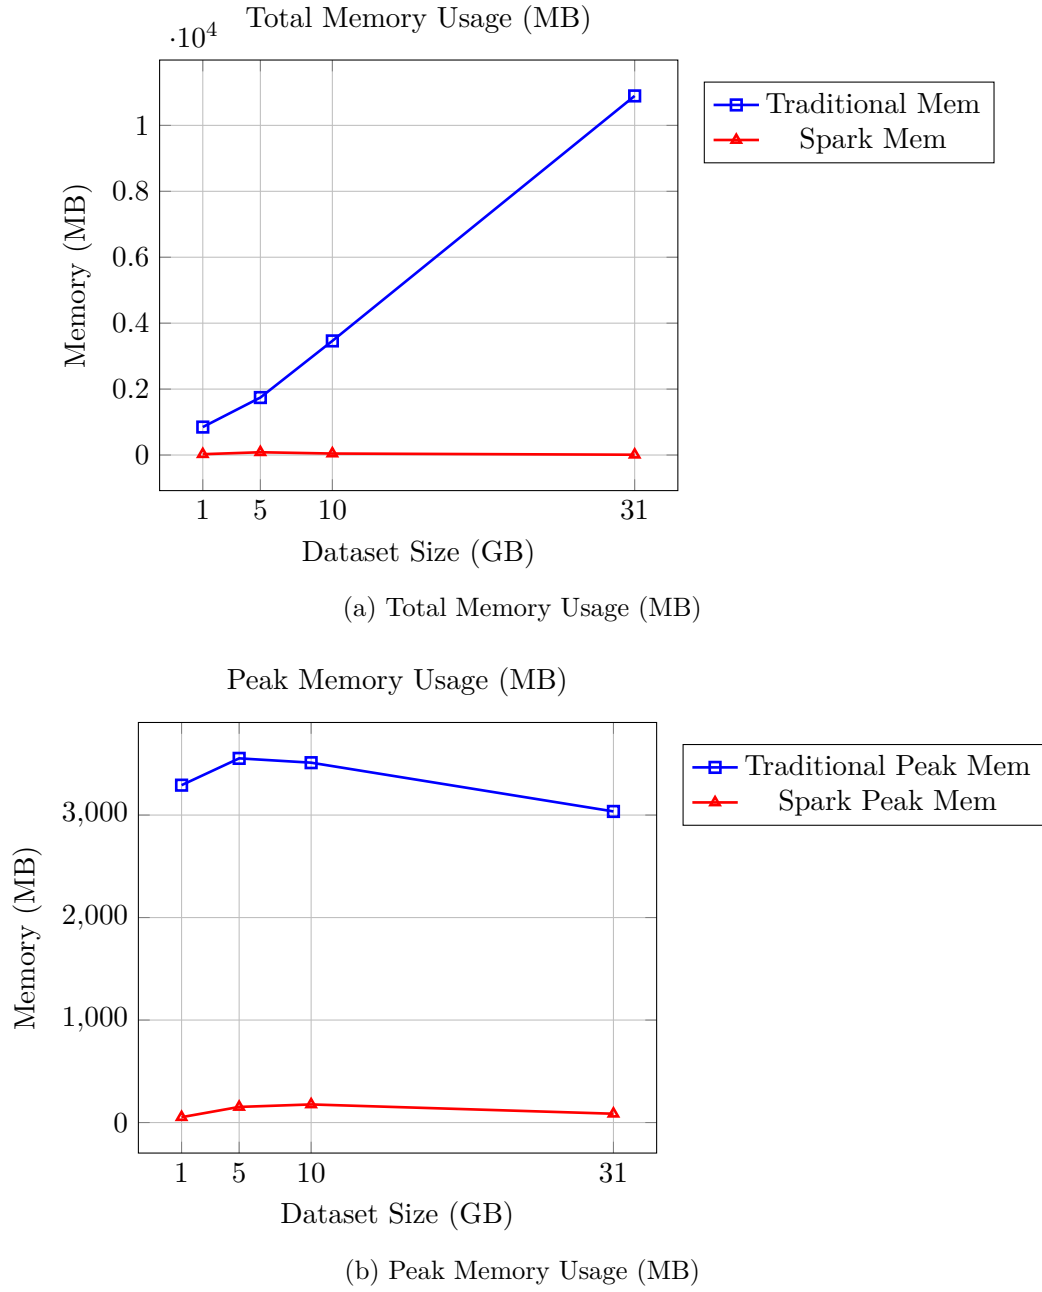 Total Memory Usage (MB)
·10⁴
Traditional Mem
Spark Mem
1
0.8
0.6
0.4
0.2
0
Memory (MB)
1 5 10 31
Dataset Size (GB)
(a) Total Memory Usage (MB)
Peak Memory Usage (MB)
Traditional Peak Mem
Spark Peak Mem
3,000
2,000
1,000
0
Memory (MB)
1 5 10 31
Dataset Size (GB)
(b) Peak Memory Usage (MB)